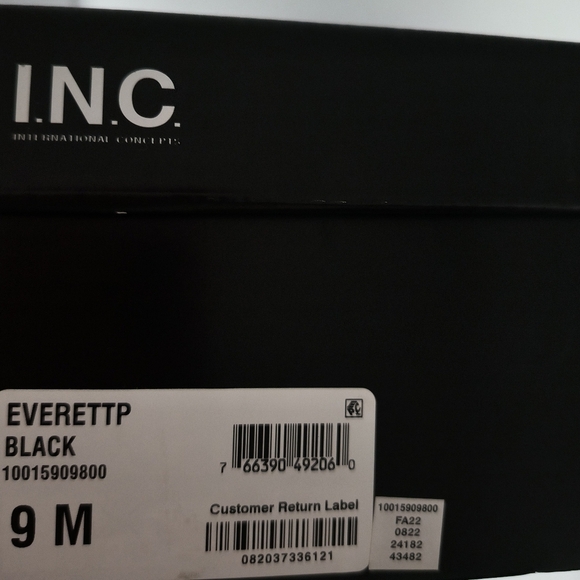 I.N.C.
INTERNATIONAL CONCEPTS
EVERETTP
BLACK
10015909800
9 M
7 66390 49206 0
Customer Return Label
082037336121
10015909800
FA22
0822
24182
43482